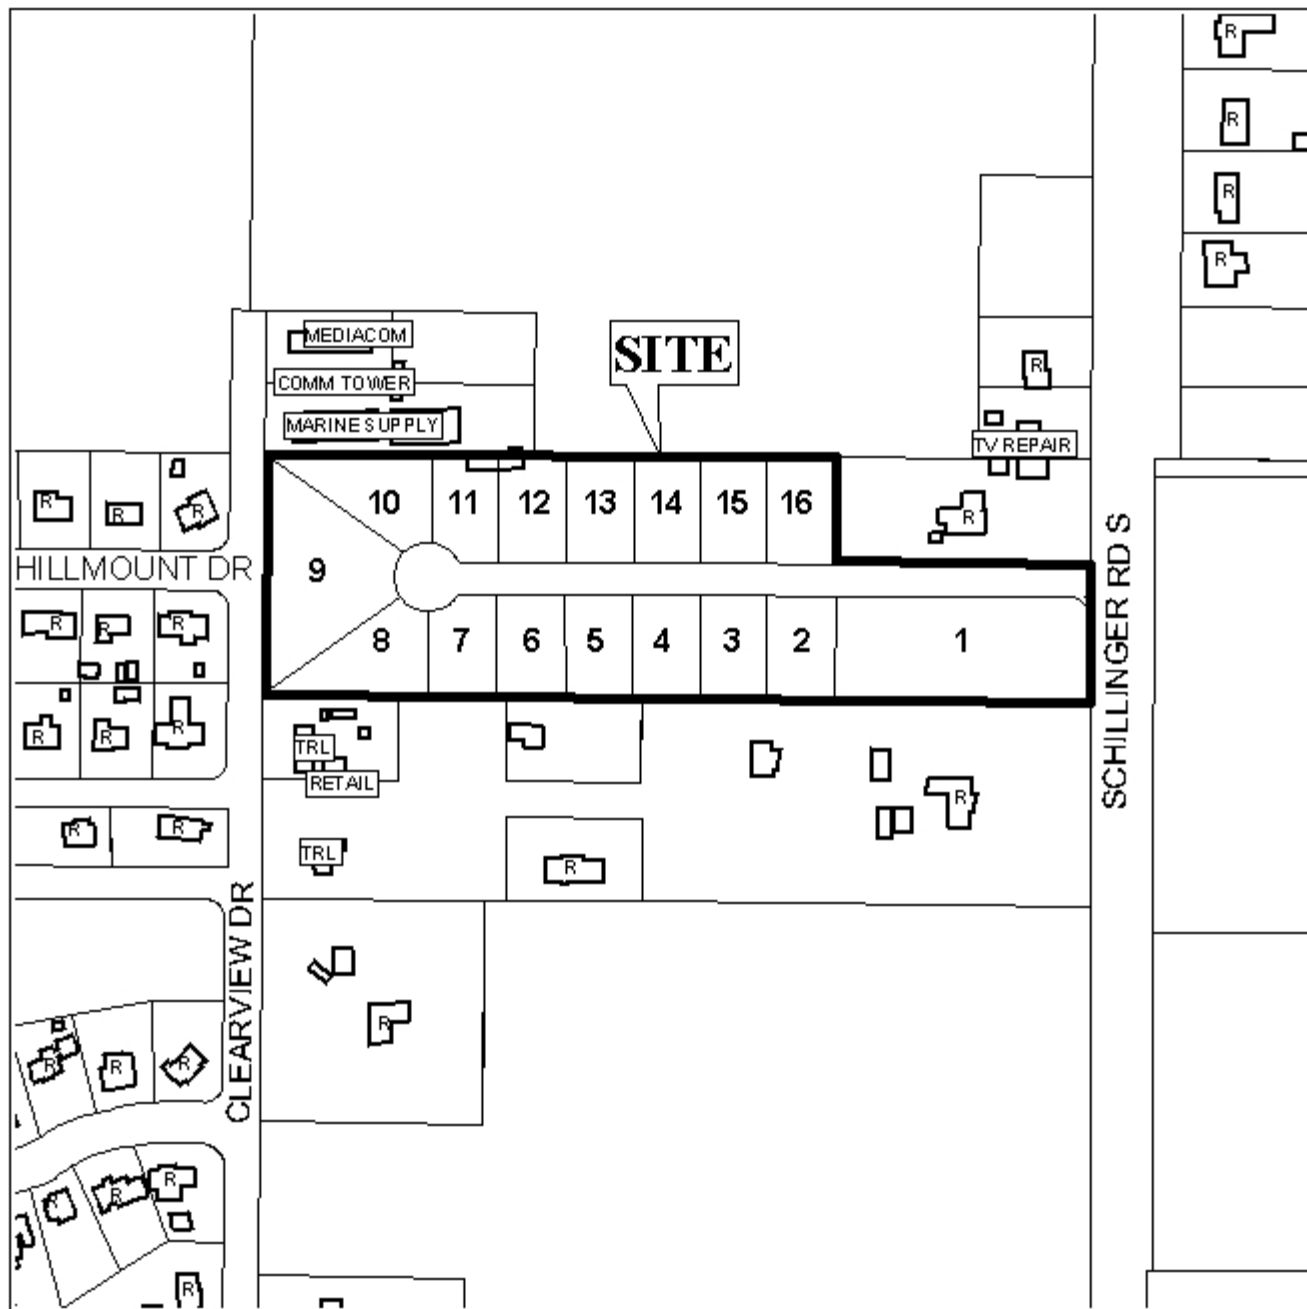 R
R
R
R
MEDIACOM
SITE
R
COMM TOWER
MARINE SUPPLY
TV REPAIR
R
R
R
10
11
12
13
14
15
16
R
HILLMOUNT DR
9
SCHILLINGER RD S
R
R
R
8
7
6
5
4
3
2
1
R
R
R
TRL
RETAIL
R
R
R
TRL
R
CLEARVIEW DR
R
R
R
R
R
R
R
R